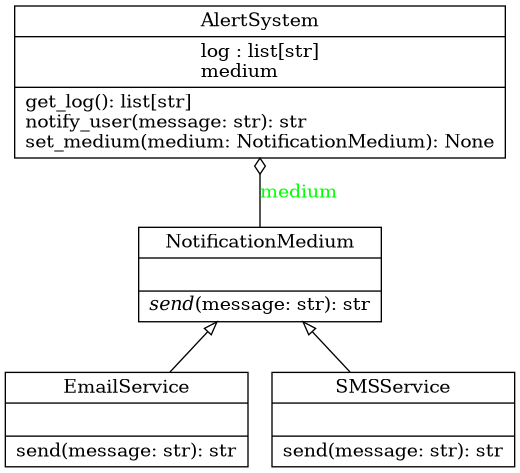 AlertSystem
log : list[str]
medium
get_log(): list[str]
notify_user(message: str): str
set_medium(medium: NotificationMedium): None
medium
NotificationMedium
send(message: str): str
EmailService
send(message: str): str
SMSService
send(message: str): str